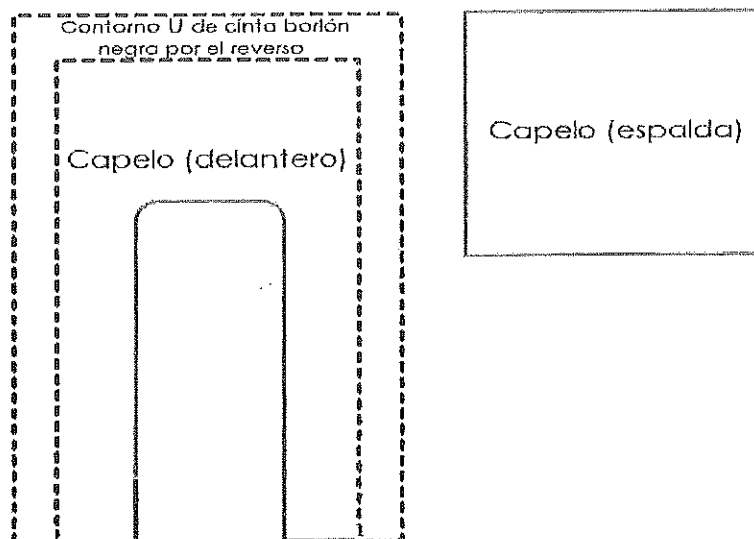 Contorno U de cinta borlón
negra por el reverso
Capelo (delantero)
Capelo (espalda)